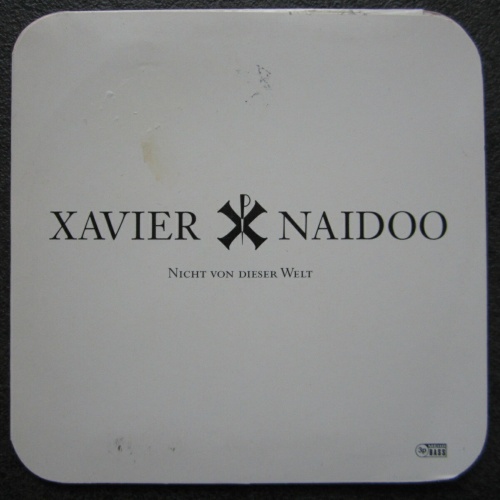 XAVIER NAIDOO
NICHT VON DIESER WELT